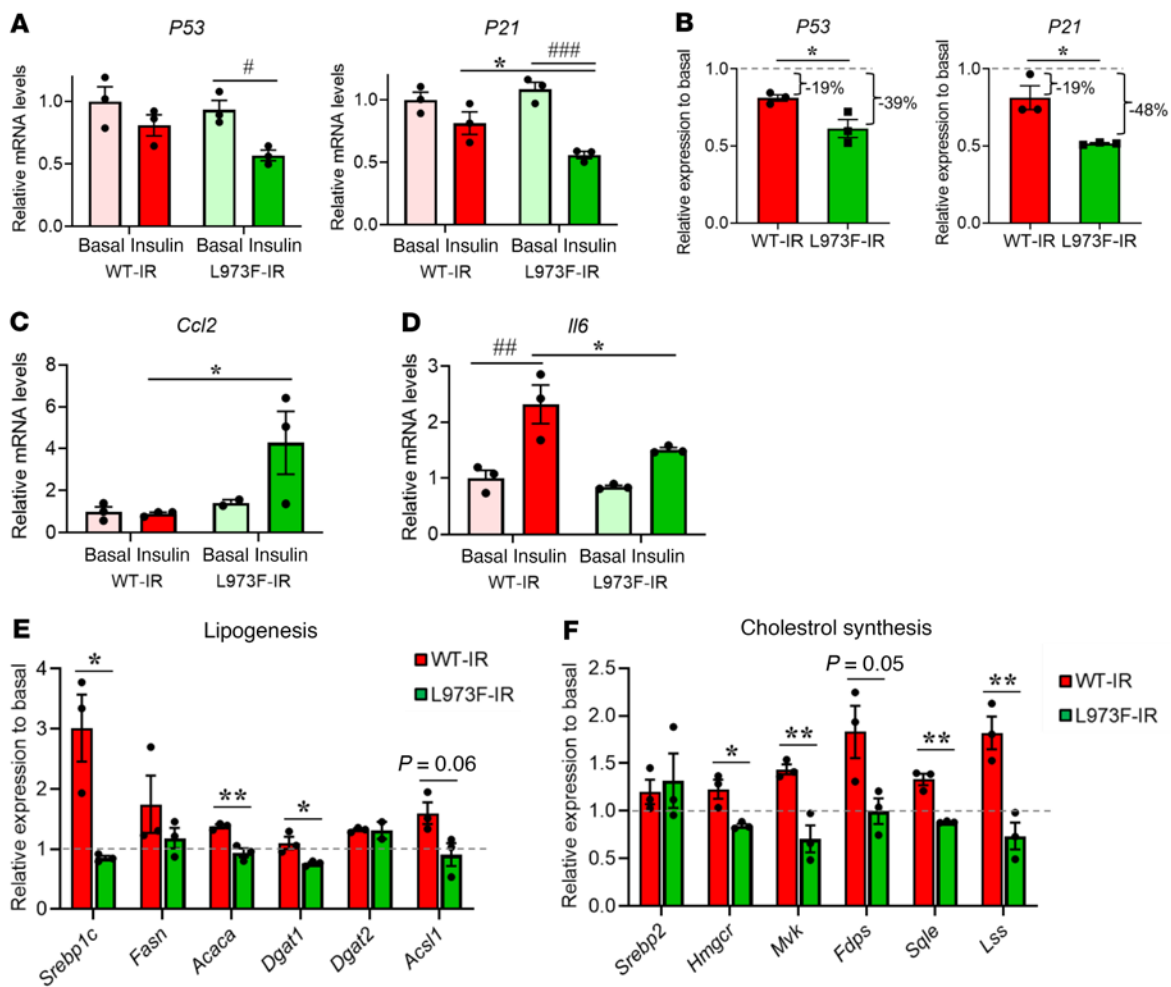 A
P53
Relative mRNA levels
1.0
0.5
0.0
#
Basal Insulin Basal Insulin
WT-IR L973F-IR
P21
Relative mRNA levels
1.0
0.5
0.0
*
###
Basal Insulin Basal Insulin
WT-IR L973F-IR
B
P53
Relative expression to basal
1.0
0.5
0.0
*
-19%
-39%
WT-IR L973F-IR
P21
Relative expression to basal
1.0
0.5
0.0
*
-19%
-48%
WT-IR L973F-IR
C
Ccl2
Relative mRNA levels
8
6
4
2
0
*
Basal Insulin Basal Insulin
WT-IR L973F-IR
D
Il6
Relative mRNA levels
3
2
1
0
##
*
Basal Insulin Basal Insulin
WT-IR L973F-IR
E
Lipogenesis
Relative expression to basal
4
3
2
1
0
*
**
*
P = 0.06
WT-IR
L973F-IR
Srebp1c
Fasn
Acaca
Dgat1
Dgat2
Acsl1
F
Cholestrol synthesis
Relative expression to basal
2.5
2.0
1.5
1.0
0.5
0.0
*
**
P = 0.05
**
**
WT-IR
L973F-IR
Srebp2
Hmgcr
Mvk
Fdps
Sqle
Lss